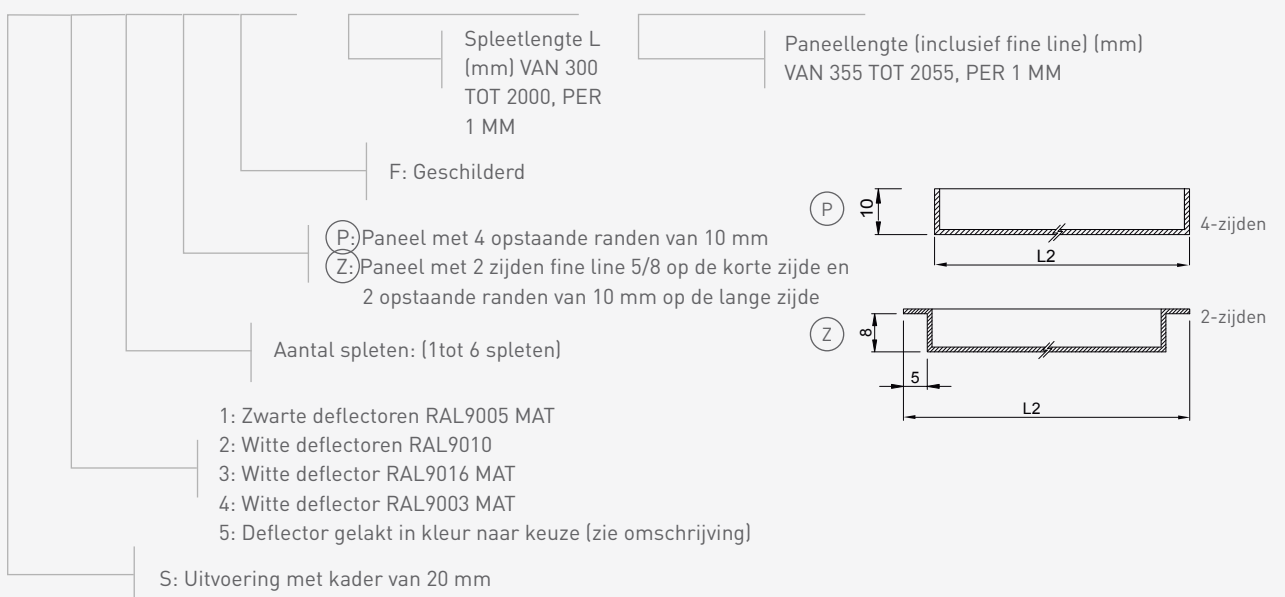 Spleetlengte L
(mm) VAN 300
TOT 2000, PER
1 MM
Paneellengte (inclusief fine line) (mm)
VAN 355 TOT 2055, PER 1 MM
F: Geschilderd
P: Paneel met 4 opstaande randen van 10 mm
Z: Paneel met 2 zijden fine line 5/8 op de korte zijde en
2 opstaande randen van 10 mm op de lange zijde
P
10
4-zijden
L2
Z
8
2-zijden
5
L2
Aantal spleten: (1tot 6 spleten)
1: Zwarte deflectoren RAL9005 MAT
2: Witte deflectoren RAL9010
3: Witte deflector RAL9016 MAT
4: Witte deflector RAL9003 MAT
5: Deflector gelakt in kleur naar keuze (zie omschrijving)
S: Uitvoering met kader van 20 mm